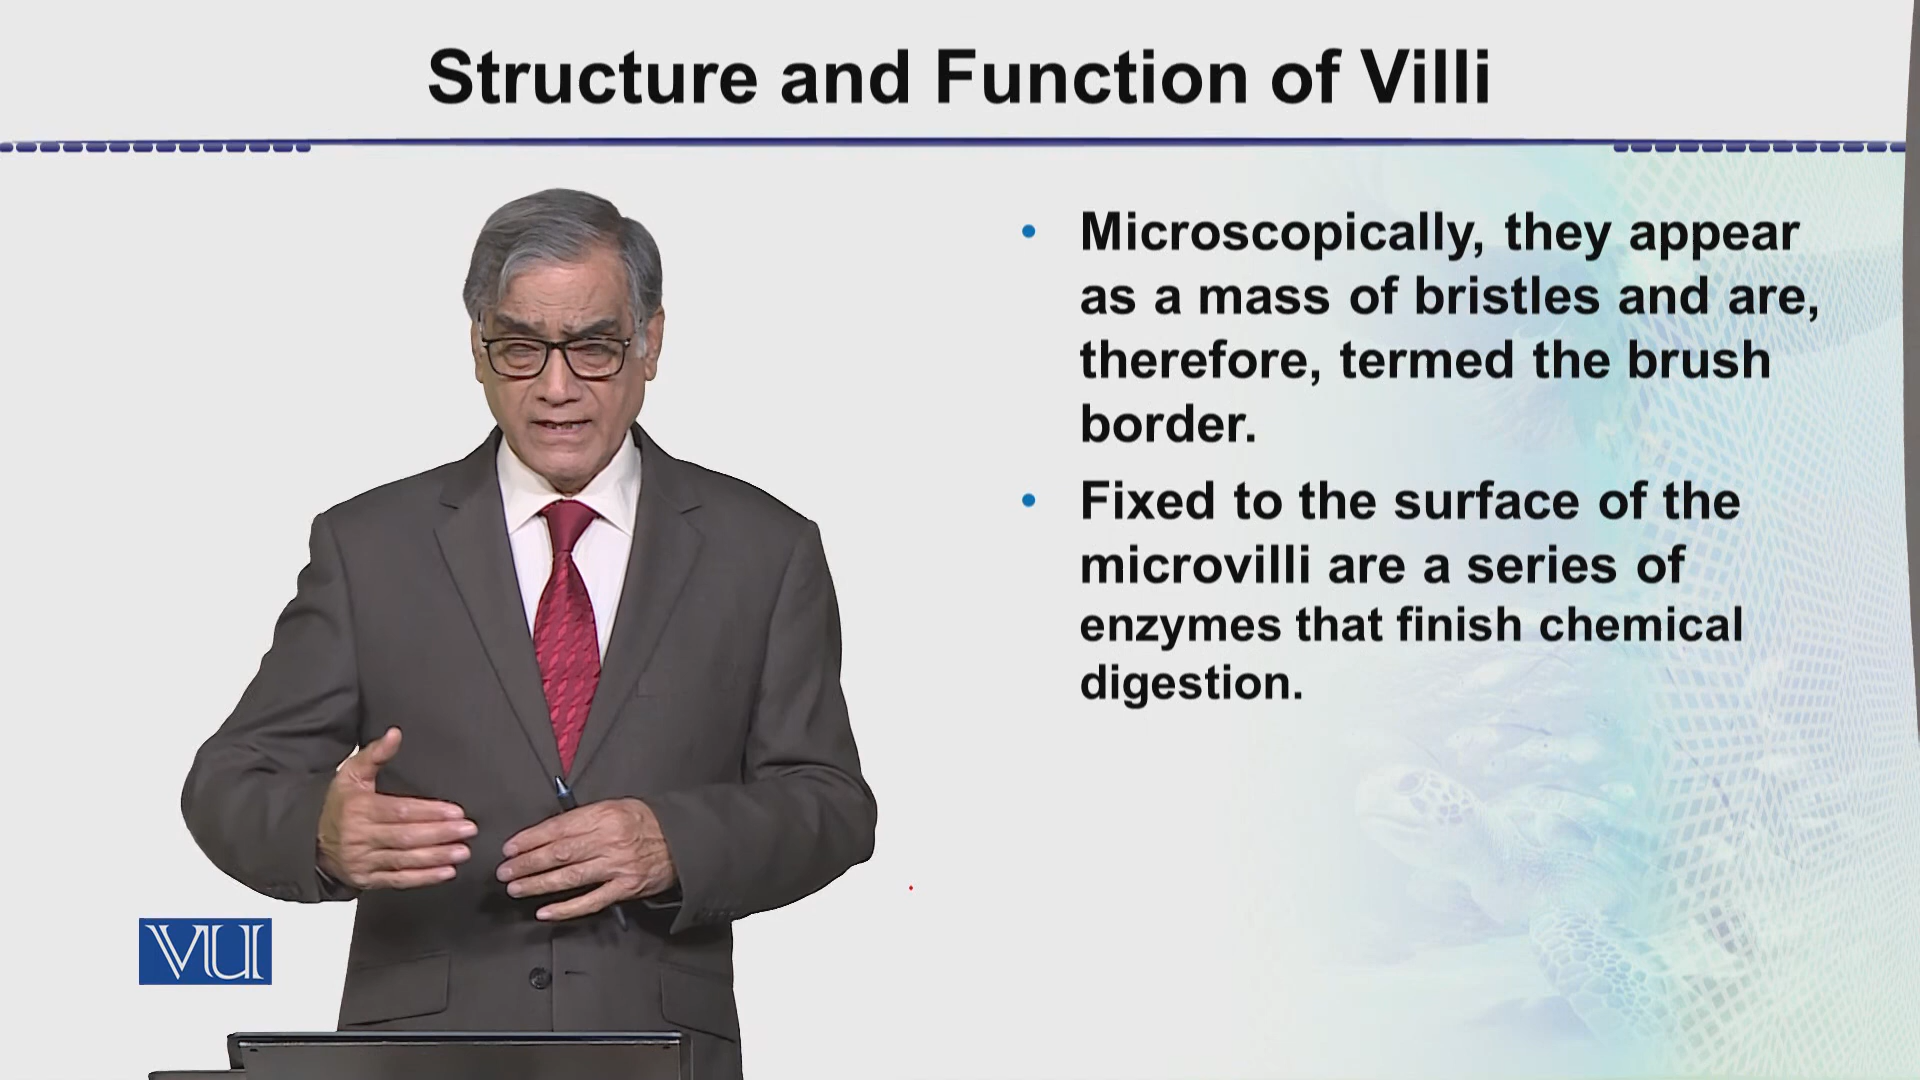 Structure and Function of Villi
• Microscopically, they appear
as a mass of bristles and are,
therefore, termed the brush
border.
• Fixed to the surface of the
microvilli are a series of
enzymes that finish chemical
digestion.
VU